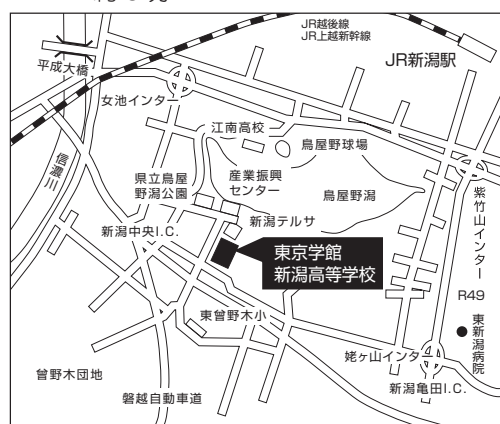 JR越後線
JR上越新幹線
JR新潟駅
平成大橋
女池インター
江南高校
鳥屋野球場
信濃川
県立鳥屋
野潟公園
産業振興
センター
鳥屋野潟
紫竹山インター
新潟テルサ
新潟中央I.C.
東京学館
新潟高等学校
R49
東新潟病院
東曽野木小
姥ヶ山インター
曽野木団地
新潟亀田I.C.
磐越自動車道